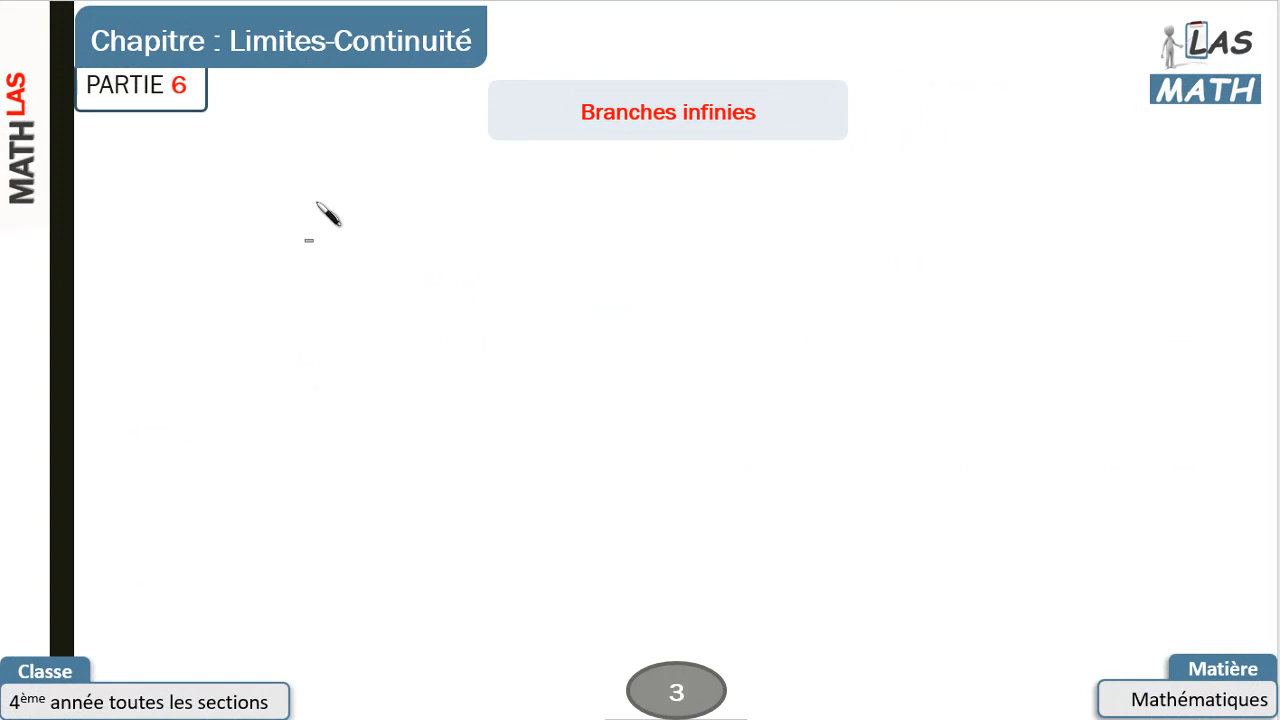 Chapitre : Limites-Continuité
PARTIE 6
LAS
MATH
Branches infinies
MATH LAS
Classe
4ème année toutes les sections
3
Matière
Mathématiques